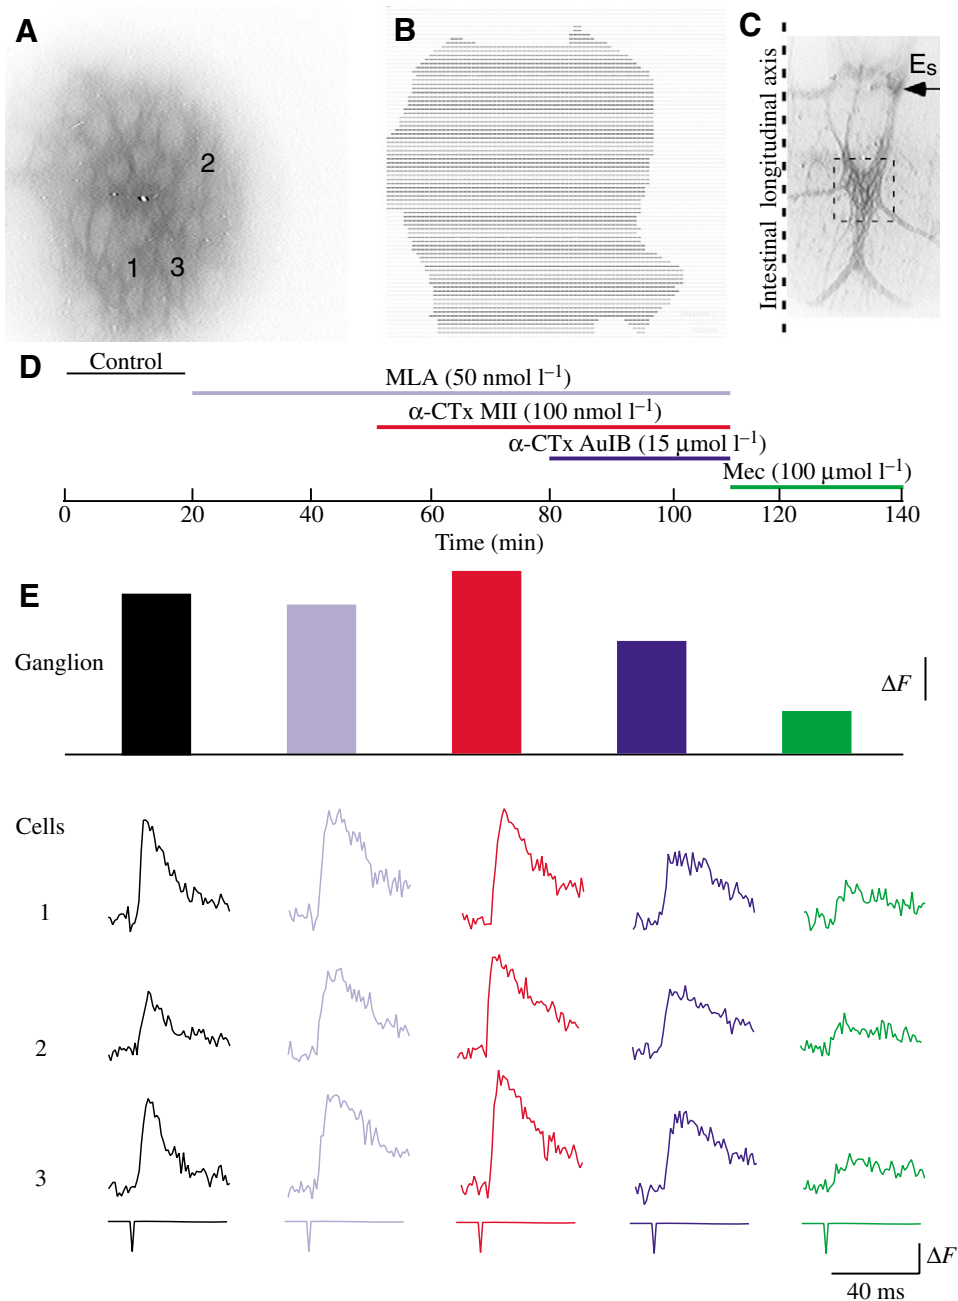 A
B
C
Intestinal longitudinal axis
Es
2
1 3
D
Control
MLA (50 nmol l⁻¹)
α-CTx MII (100 nmol l⁻¹)
α-CTx AuIB (15 μmol l⁻¹)
Mec (100 μmol l⁻¹)
0 20 40 60 80 100 120 140
Time (min)
E
Ganglion
ΔF
Cells
1
2
3
ΔF
40 ms